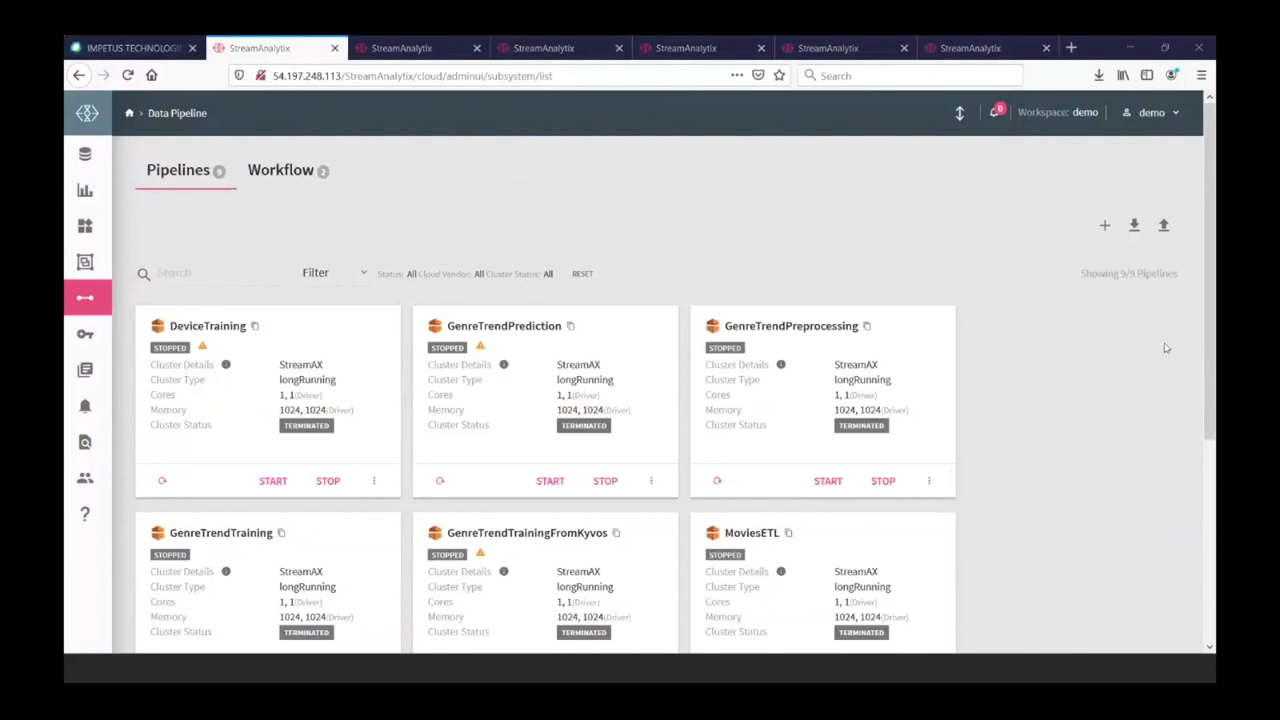 IMPETUS TECHNOLOGI StreamAnalytix StreamAnalytix StreamAnalytix StreamAnalytix StreamAnalytix StreamAnalytix
54.197.248.113/StreamAnalytix/cloud/adminui/subsystem/list Search
Data Pipeline 0 Workspace: demo demo
Pipelines 9 Workflow 2
Search Filter Status: All Cloud Vendor: All Cluster Status: All RESET Showing 9/9 Pipelines
DeviceTraining GenreTrendPrediction GenreTrendPreprocessing
STOPPED STOPPED STOPPED
Cluster Details StreamAX Cluster Details StreamAX Cluster Details StreamAX
Cluster Type longRunning Cluster Type longRunning Cluster Type longRunning
Cores 1, 1(Driver) Cores 1, 1(Driver) Cores 1, 1(Driver)
Memory 1024, 1024(Driver) Memory 1024, 1024(Driver) Memory 1024, 1024(Driver)
Cluster Status TERMINATED Cluster Status TERMINATED Cluster Status TERMINATED
START STOP START STOP START STOP
GenreTrendTraining GenreTrendTrainingFromKyvos MoviesETL
STOPPED STOPPED STOPPED
Cluster Details StreamAX Cluster Details StreamAX Cluster Details StreamAX
Cluster Type longRunning Cluster Type longRunning Cluster Type longRunning
Cores 1, 1(Driver) Cores 1, 1(Driver) Cores 1, 1(Driver)
Memory 1024, 1024(Driver) Memory 1024, 1024(Driver) Memory 1024, 1024(Driver)
Cluster Status TERMINATED Cluster Status TERMINATED Cluster Status TERMINATED